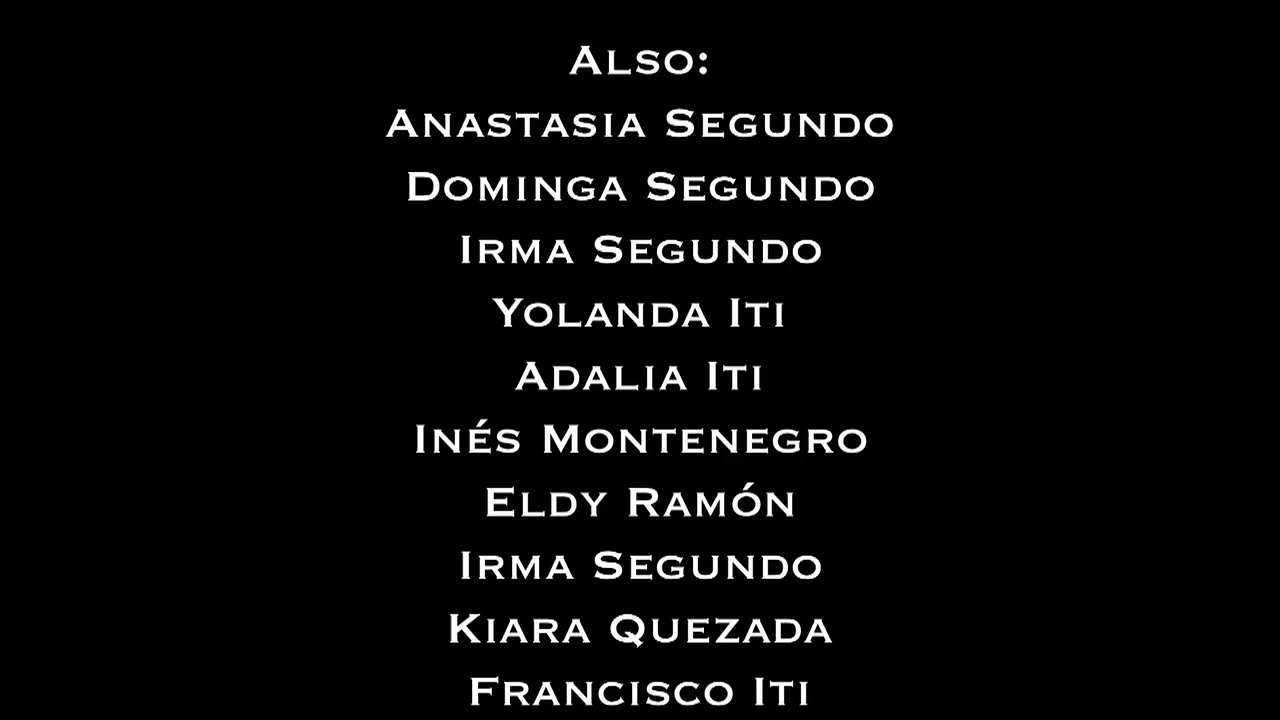 Also:
Anastasia Segundo
Dominga Segundo
Irma Segundo
Yolanda Iti
Adalia Iti
Inés Montenegro
Eldy Ramón
Irma Segundo
Kiara Quezada
Francisco Iti